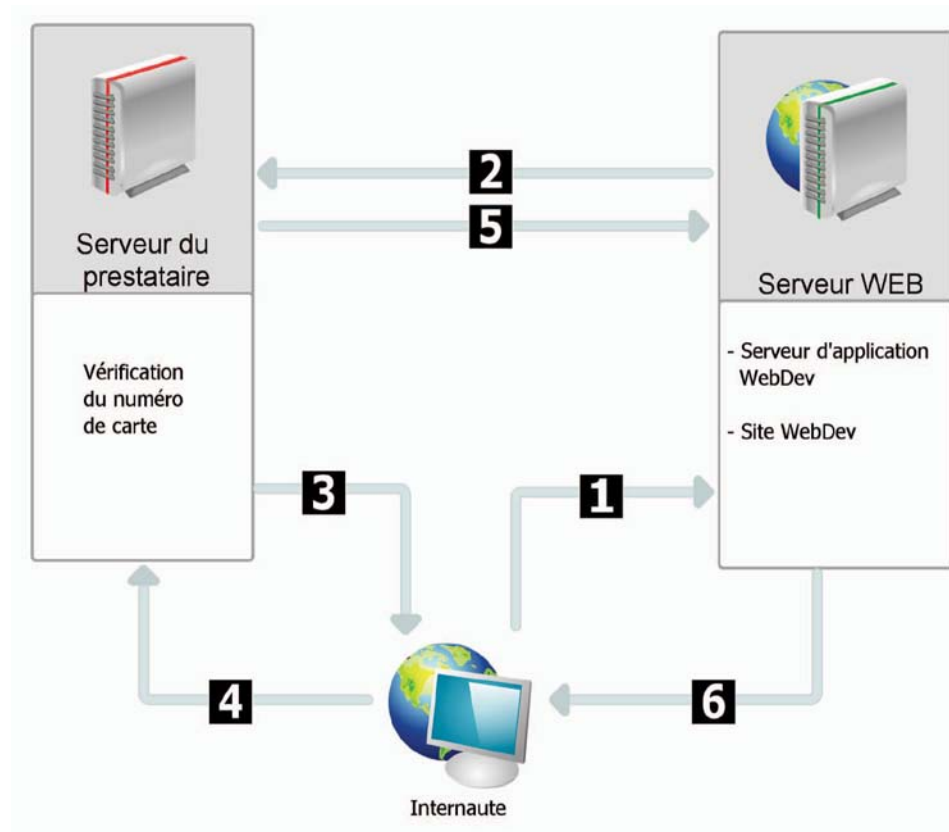 2
5
Serveur du
prestataire
Serveur WEB
Vérification
du numéro
de carte
- Serveur d'application
WebDev
- Site WebDev
3
1
4
6
Internaute